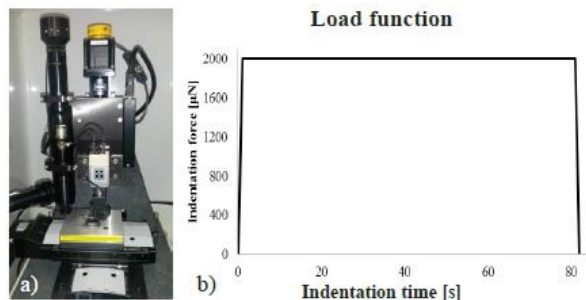 Load function
Indentation force [µN]
2000
1600
1200
800
400
0
0
20
40
60
80
Indentation time [s]
a)
b)